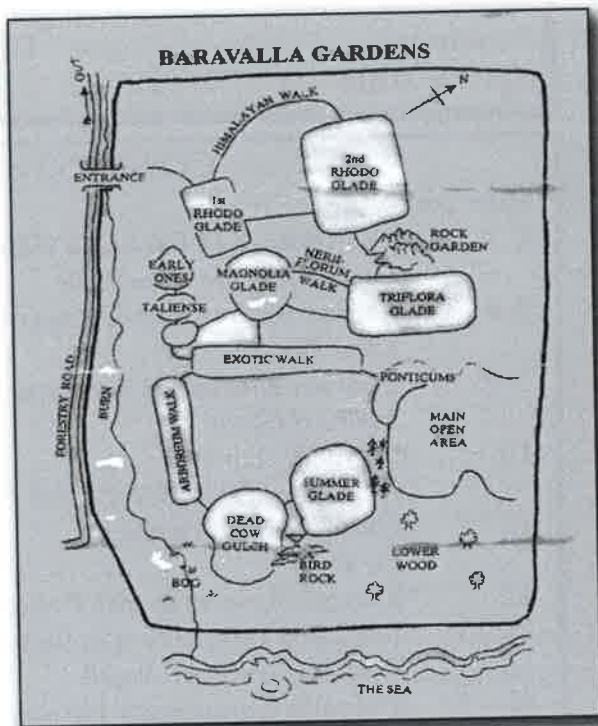 BARAVALLA GARDENS
OUT
N
HIMALAYAN WALK
2nd
RHODO
GLADE
ENTRANCE
1st
RHODO
GLADE
ROCK
GARDEN
EARLY
ONES
MAGNOLIA
GLADE
NERII-
FLORUM
WALK
TALIENSE
TRIFLORA
GLADE
EXOTIC WALK
PONTICUMS
FORESTRY ROAD
BURN
ARBORETUM WALK
MAIN
OPEN
AREA
SUMMER
GLADE
DEAD
COW
GULCH
BIRD
ROCK
LOWER
WOOD
BOG
THE SEA